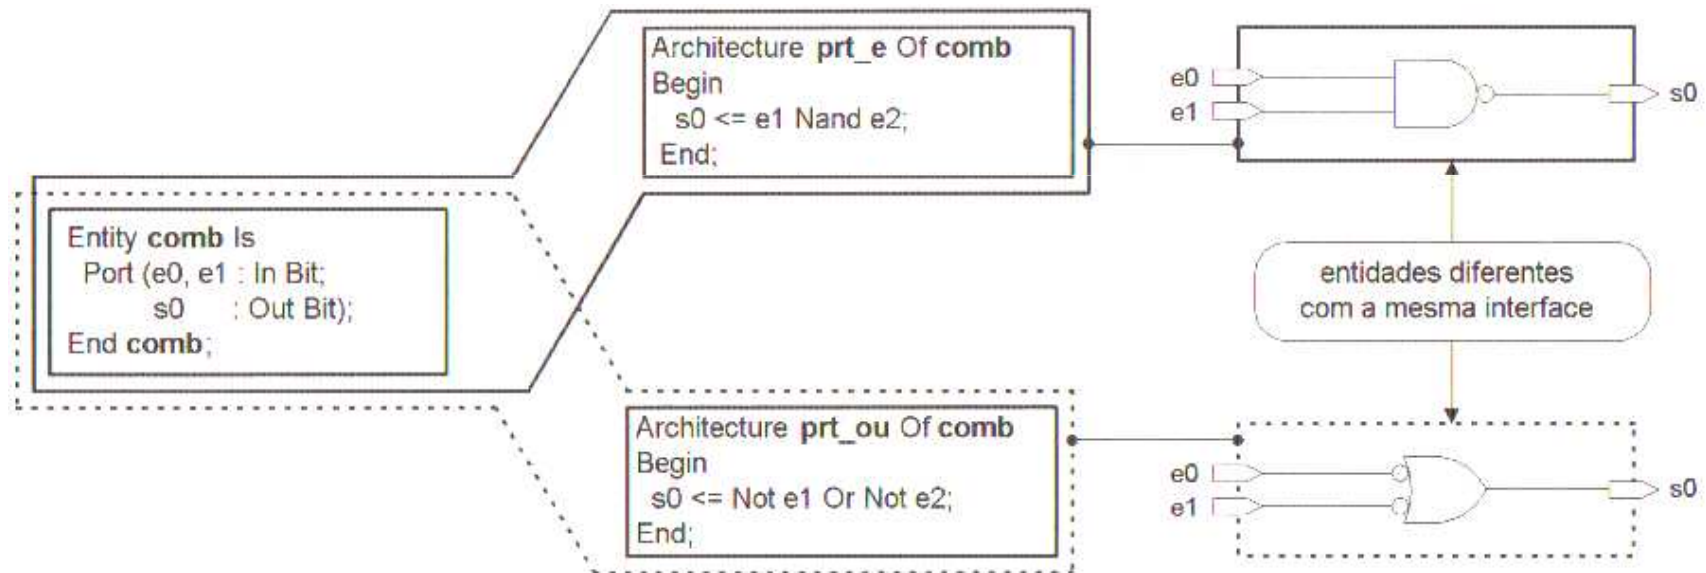 Architecture prt_e Of comb
Begin
s0 <= e1 Nand e2;
End;
e0
e1
s0
Entity comb Is
Port (e0, e1 : In Bit;
s0 : Out Bit);
End comb;
entidades diferentes
com a mesma interface
Architecture prt_ou Of comb
Begin
s0 <= Not e1 Or Not e2;
End;
e0
e1
s0